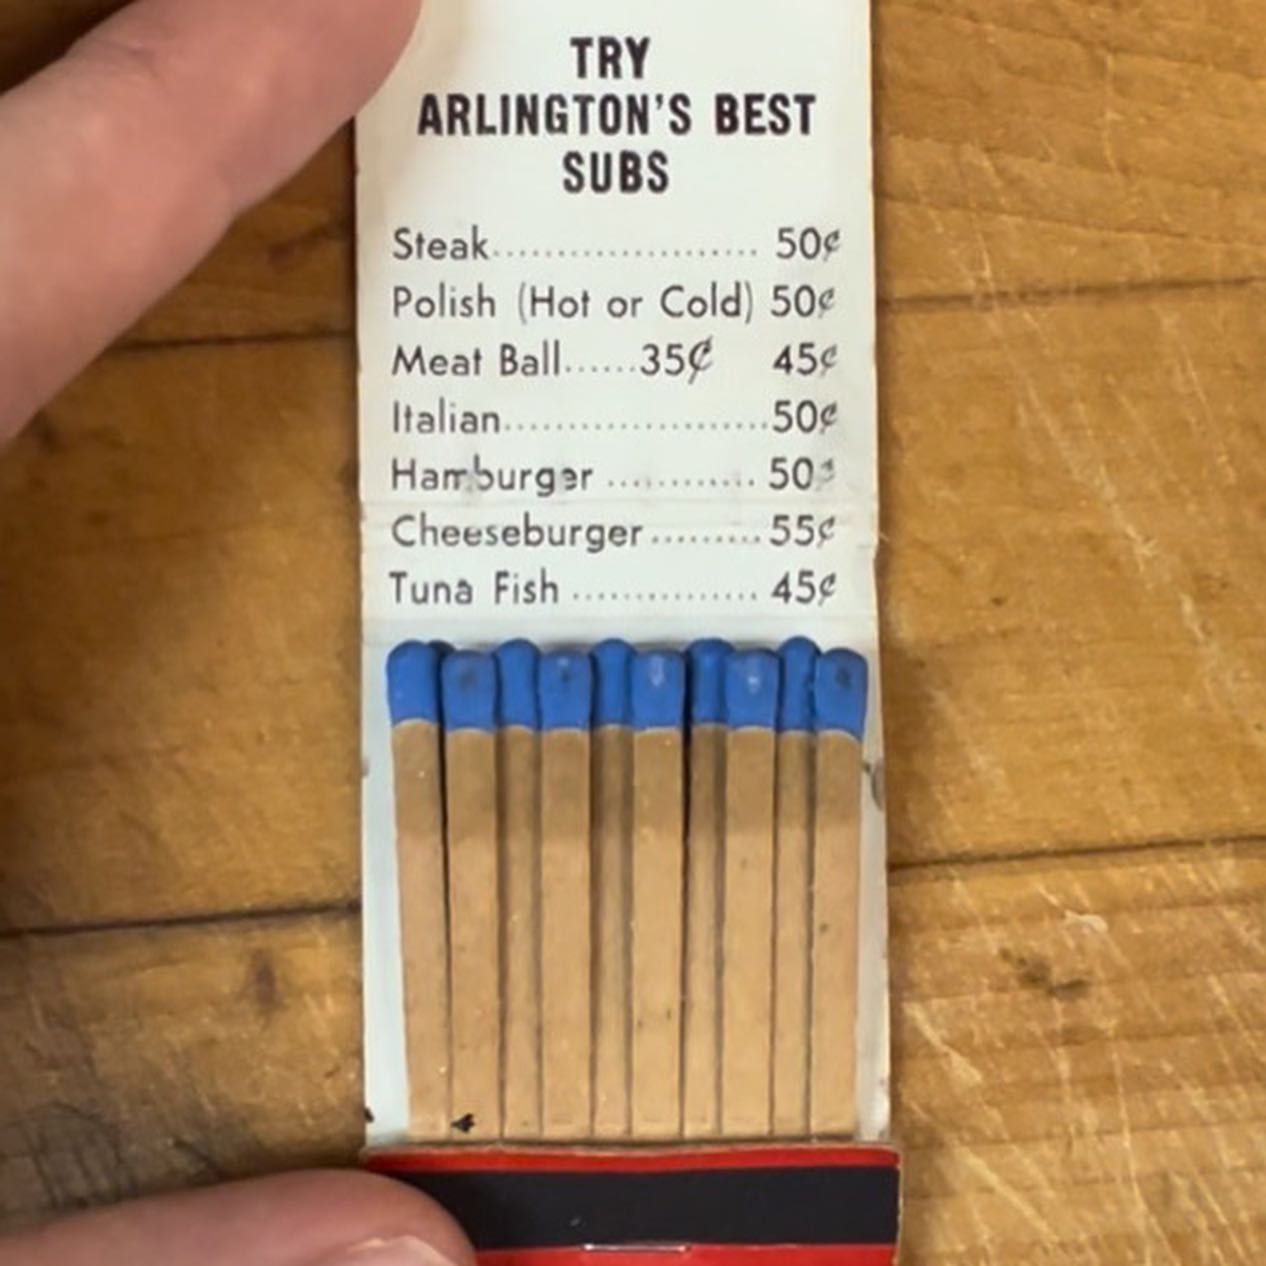 TRY
ARLINGTON'S BEST
SUBS
Steak..................... 50¢
Polish (Hot or Cold) 50¢
Meat Ball......35¢ 45¢
Italian.....................50¢
Hamburger ............ 50¢
Cheeseburger.........55¢
Tuna Fish ............... 45¢